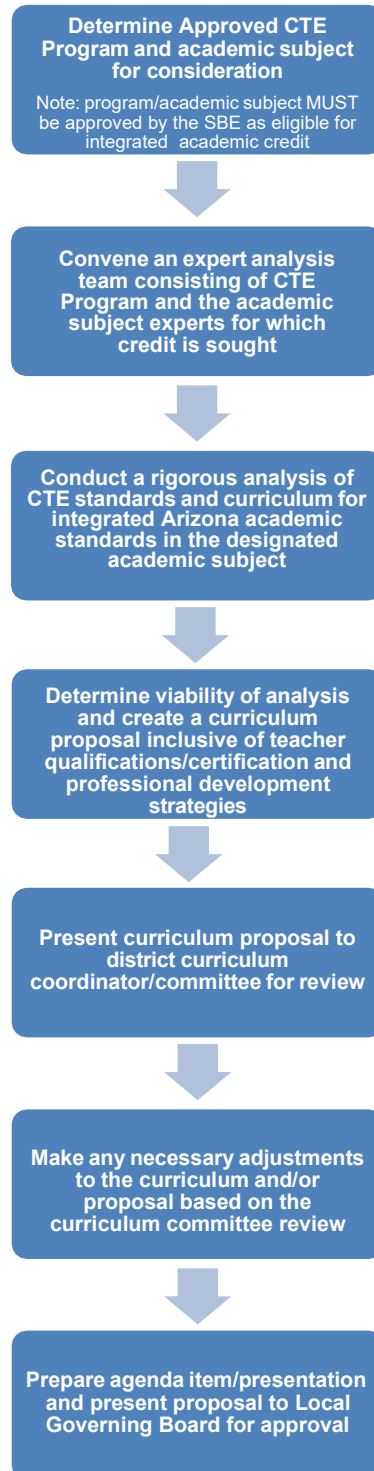 Determine Approved CTE
Program and academic subject
for consideration
Note: program/academic subject MUST
be approved by the SBE as eligible for
integrated academic credit
Convene an expert analysis
team consisting of CTE
Program and the academic
subject experts for which
credit is sought
Conduct a rigorous analysis of
CTE standards and curriculum for
integrated Arizona academic
standards in the designated
academic subject
Determine viability of analysis
and create a curriculum
proposal inclusive of teacher
qualifications/certification and
professional development
strategies
Present curriculum proposal to
district curriculum
coordinator/committee for review
Make any necessary adjustments
to the curriculum and/or
proposal based on the
curriculum committee review
Prepare agenda item/presentation
and present proposal to Local
Governing Board for approval